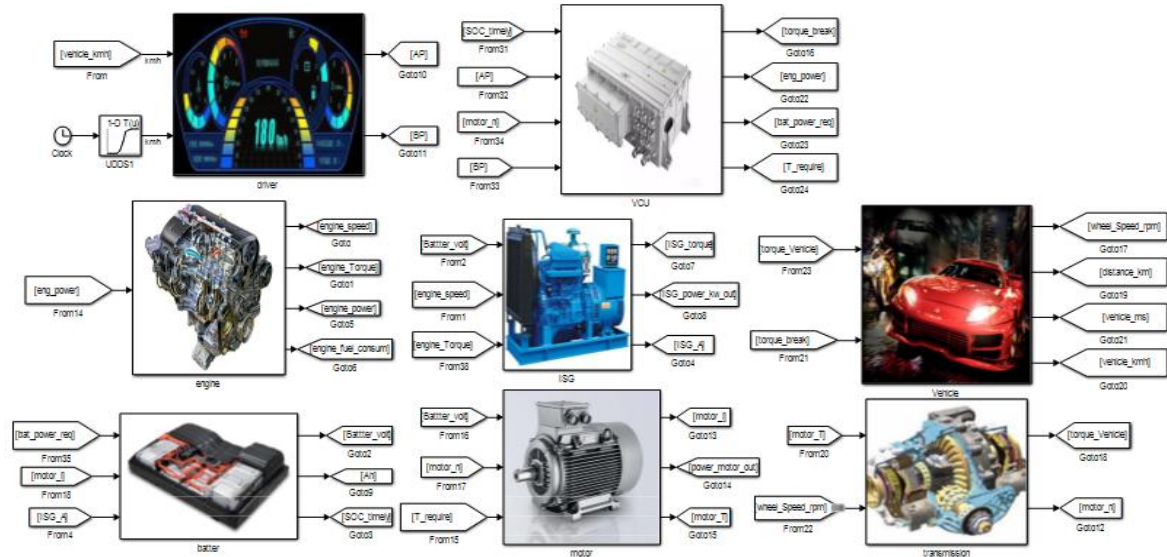 [vehicle_kmh]
From
kmh
Clock
1-D T(u)
UDDS1
kmh
180
driver
[AP]
Goto10
[BP]
Goto11
[SOC_timely]
From31
[AP]
From32
[motor_n]
From34
[BP]
From33
VCU
[torque_break]
Goto16
[eng_power]
Goto22
[bat_power_req]
Goto23
[T_require]
Goto24
[eng_power]
From14
engine
[engine_speed]
Goto
[engine_Torque]
Goto1
[engine_power]
Goto5
[engine_fuel_consum]
Goto6
[Battter_volt]
From2
[engine_speed]
From1
[engine_Torque]
From38
ISG
[ISG_torque]
Goto7
[ISG_power_kw_out]
Goto8
[ISG_A]
Goto4
[torque_Vehicle]
From23
[torque_break]
From21
Vehicle
[wheel_Speed_rpm]
Goto17
[distance_km]
Goto19
[vehicle_ms]
Goto21
[vehicle_kmh]
Goto20
[bat_power_req]
From35
[motor_I]
From18
[ISG_A]
From4
batter
[Battter_volt]
Goto2
[Ah]
Goto9
[SOC_timely]
Goto3
[Battter_volt]
From16
[motor_n]
From17
[T_require]
From15
motor
[motor_I]
Goto13
[power_motor_out]
Goto14
[motor_T]
Goto15
[motor_T]
From20
[wheel_Speed_rpm]
From22
transmission
[torque_Vehicle]
Goto18
[motor_n]
Goto12